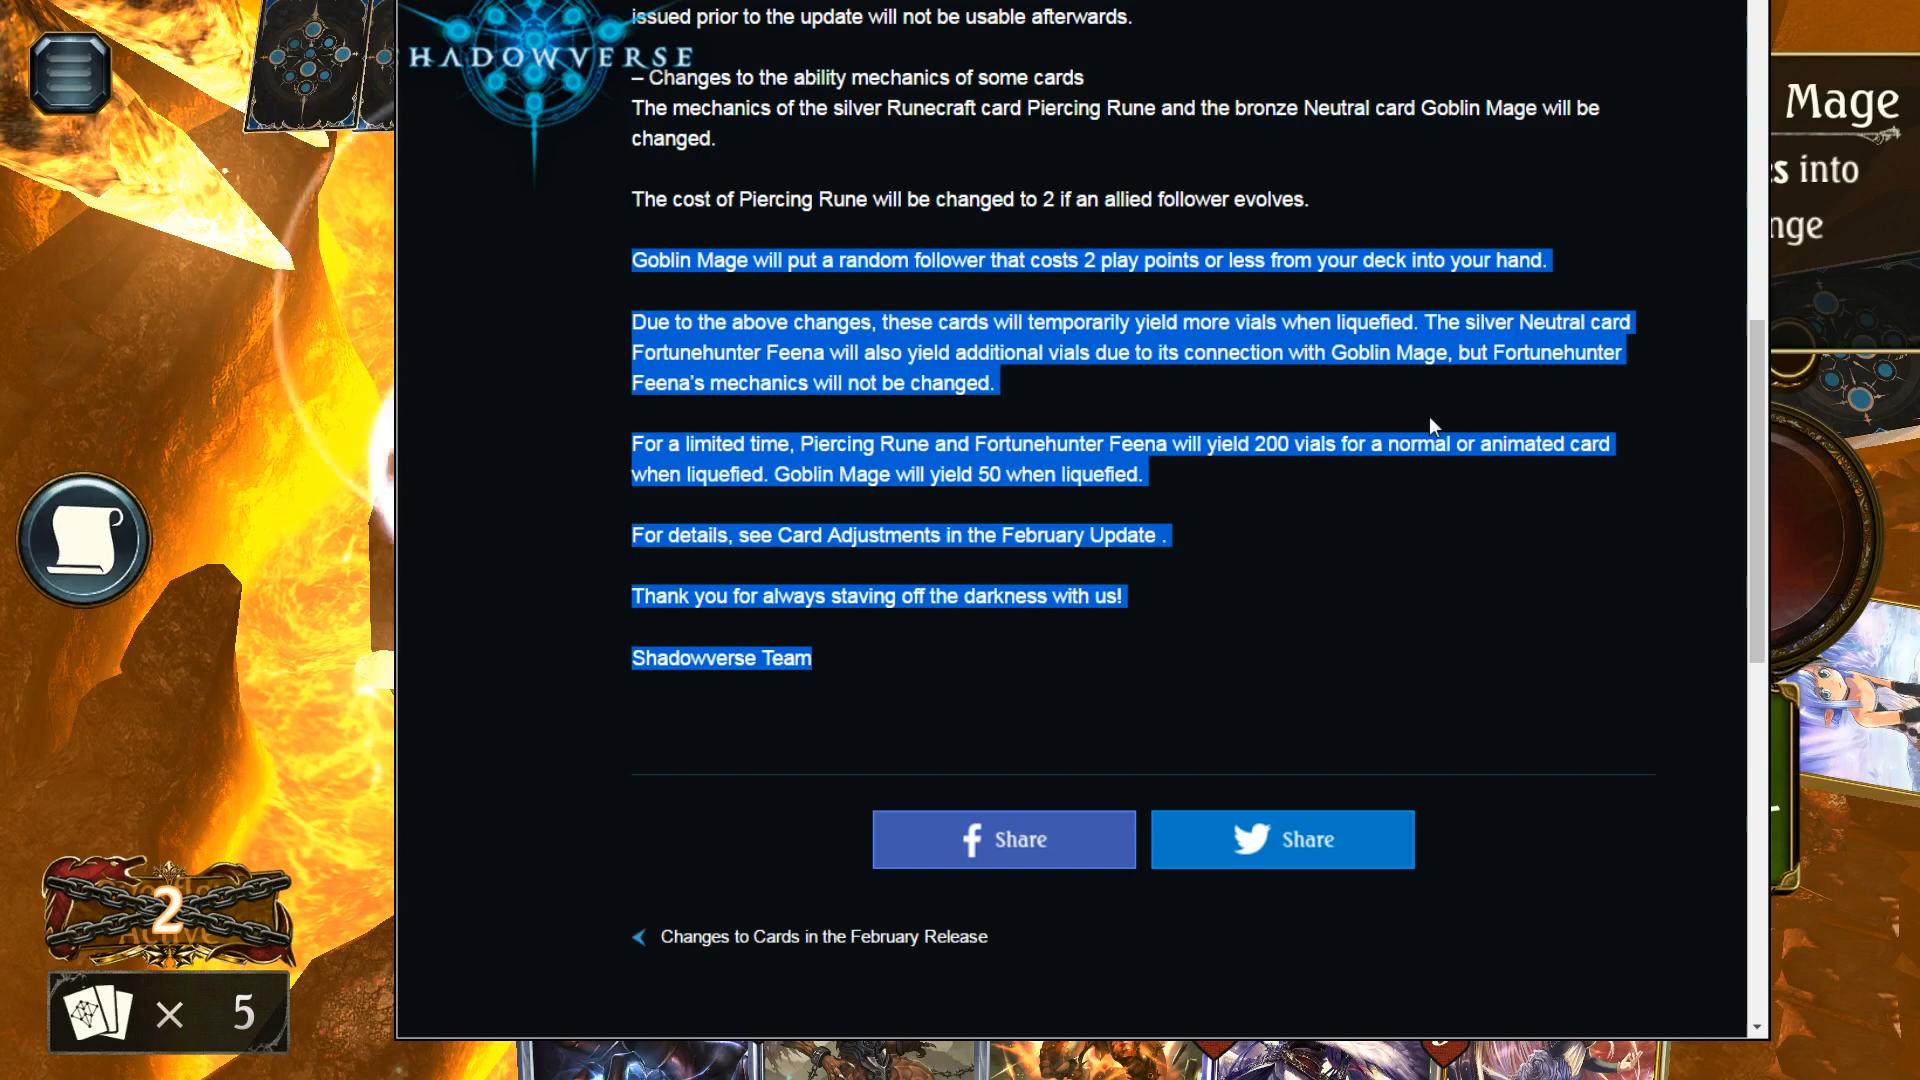 issued prior to the update will not be usable afterwards.
HADOWVERSE
– Changes to the ability mechanics of some cards
The mechanics of the silver Runecraft card Piercing Rune and the bronze Neutral card Goblin Mage will be
changed.
The cost of Piercing Rune will be changed to 2 if an allied follower evolves.
Goblin Mage will put a random follower that costs 2 play points or less from your deck into your hand.
Due to the above changes, these cards will temporarily yield more vials when liquefied. The silver Neutral card
Fortunehunter Feena will also yield additional vials due to its connection with Goblin Mage, but Fortunehunter
Feena's mechanics will not be changed.
For a limited time, Piercing Rune and Fortunehunter Feena will yield 200 vials for a normal or animated card
when liquefied. Goblin Mage will yield 50 when liquefied.
For details, see Card Adjustments in the February Update .
Thank you for always staving off the darkness with us!
Shadowverse Team
Share
Share
Changes to Cards in the February Release
Mage
s into
nge
2
× 5